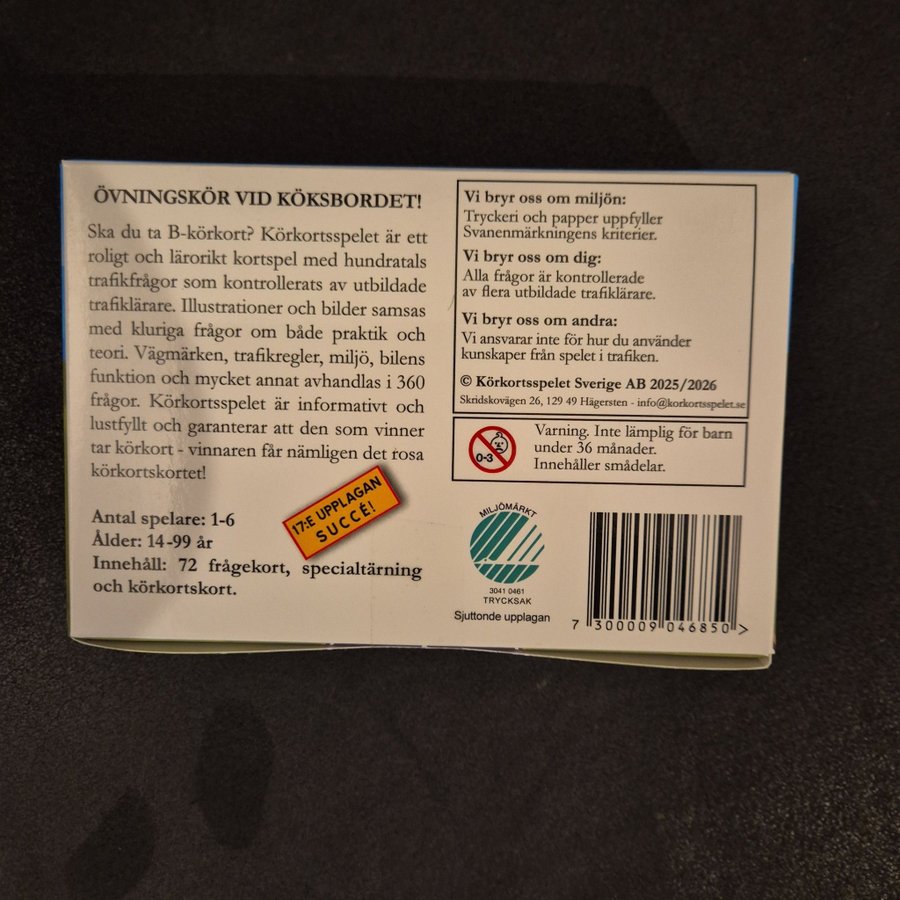 ÖVNINGSKÖR VID KÖKSBORDET!
Ska du ta B-körkort? Körkortsspelet är ett
roligt och lärorikt kortspel med hundratals
trafikfrågor som kontrollerats av utbildade
trafiklärare. Illustrationer och bilder samsas
med kluriga frågor om både praktik och
teori. Vägmärken, trafikregler, miljö, bilens
funktion och mycket annat avhandlas i 360
frågor. Körkortsspelet är informativt och
lustfyllt och garanterar att den som vinner
tar körkort - vinnaren får nämligen det rosa
körkortskortet!
17:E UPPLAGAN
SUCCÉ!
Antal spelare: 1-6
Ålder: 14-99 år
Innehåll: 72 frågekort, specialtärning
och körkortskort.
Vi bryr oss om miljön:
Tryckeri och papper uppfyller
Svanenmärkningens kriterier.
Vi bryr oss om dig:
Alla frågor är kontrollerade
av flera utbildade trafiklärare.
Vi bryr oss om andra:
Vi ansvarar inte för hur du använder
kunskaper från spelet i trafiken.
© Körkortsspelet Sverige AB 2025/2026
Skridskovägen 26, 129 49 Hägersten - info@korkortsspelet.se
0-3
Varning. Inte lämplig för barn
under 36 månader.
Innehåller smådelar.
MILJÖMÄRKT
3041 0461
TRYCKSAK
Sjuttonde upplagan
7 300009 046850 >